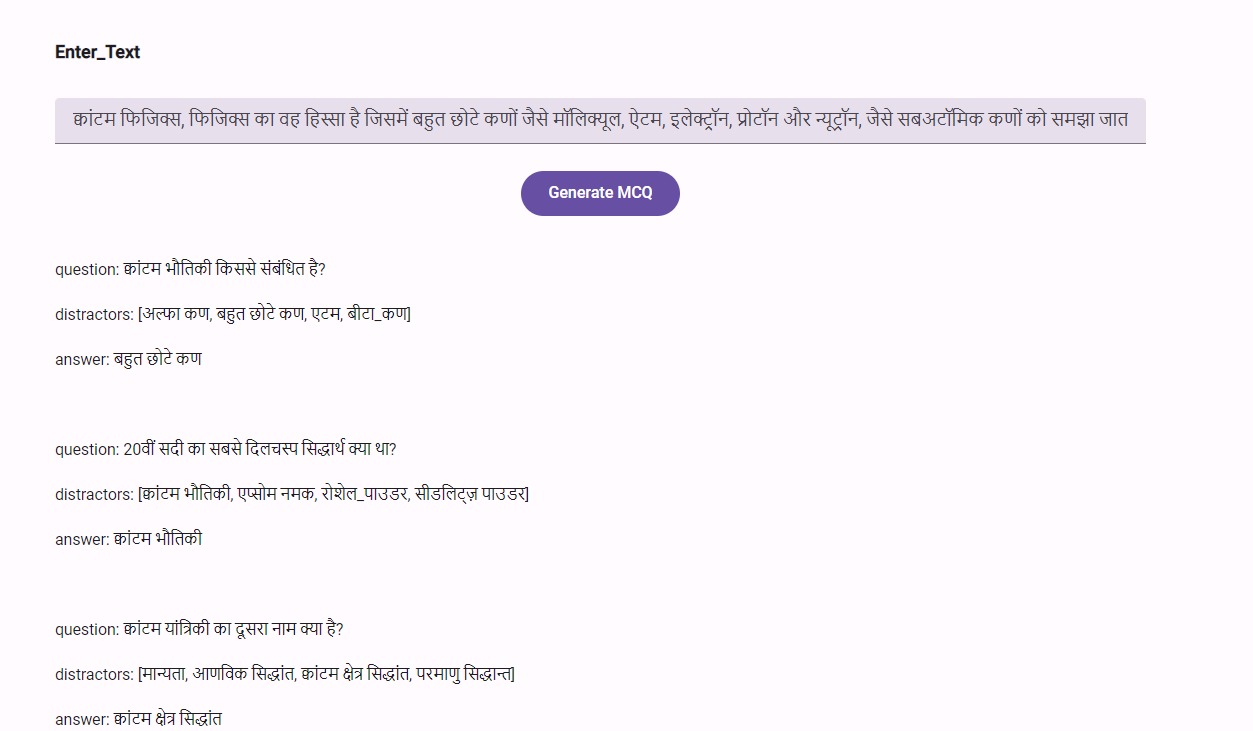 Enter_Text
क्वांटम फिजिक्स, फिजिक्स का वह हिस्सा है जिसमें बहुत छोटे कणों जैसे मॉलिक्यूल, ऐटम, इलेक्ट्रॉन, प्रोटॉन और न्यूट्रॉन, जैसे सबअटॉमिक कणों को समझा जात
Generate MCQ
question: क्वांटम भौतिकी किससे संबंधित है?
distractors: [अल्फा कण, बहुत छोटे कण, एटम, बीटा_कण]
answer: बहुत छोटे कण
question: 20वीं सदी का सबसे दिलचस्प सिद्धार्थ क्या था?
distractors: [क्वांटम भौतिकी, एप्सोम नमक, रोशेल_पाउडर, सीडलिट्ज़ पाउडर]
answer: क्वांटम भौतिकी
question: क्वांटम यांत्रिकी का दूसरा नाम क्या है?
distractors: [मान्यता, आणविक सिद्धांत, क्वांटम क्षेत्र सिद्धांत, परमाणु सिद्धान्त]
answer: क्वांटम क्षेत्र सिद्धांत